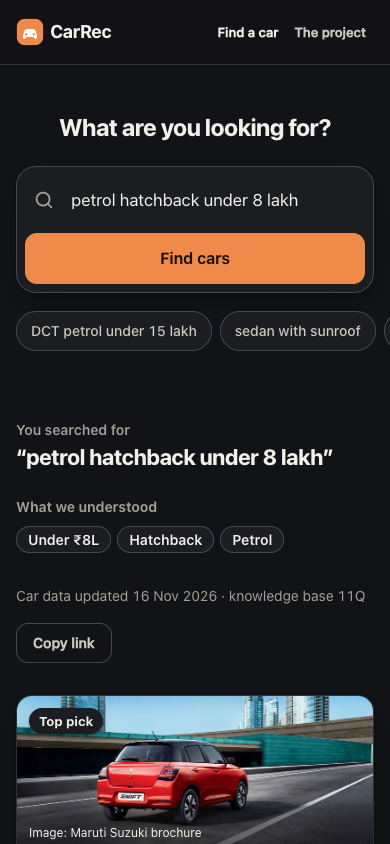 CarRec
Find a car
The project
What are you looking for?
petrol hatchback under 8 lakh
Find cars
DCT petrol under 15 lakh
sedan with sunroof
You searched for
“petrol hatchback under 8 lakh”
What we understood
Under ₹8L
Hatchback
Petrol
Car data updated 16 Nov 2026 · knowledge base 11Q
Copy link
Top pick
SWIFT
Image: Maruti Suzuki brochure